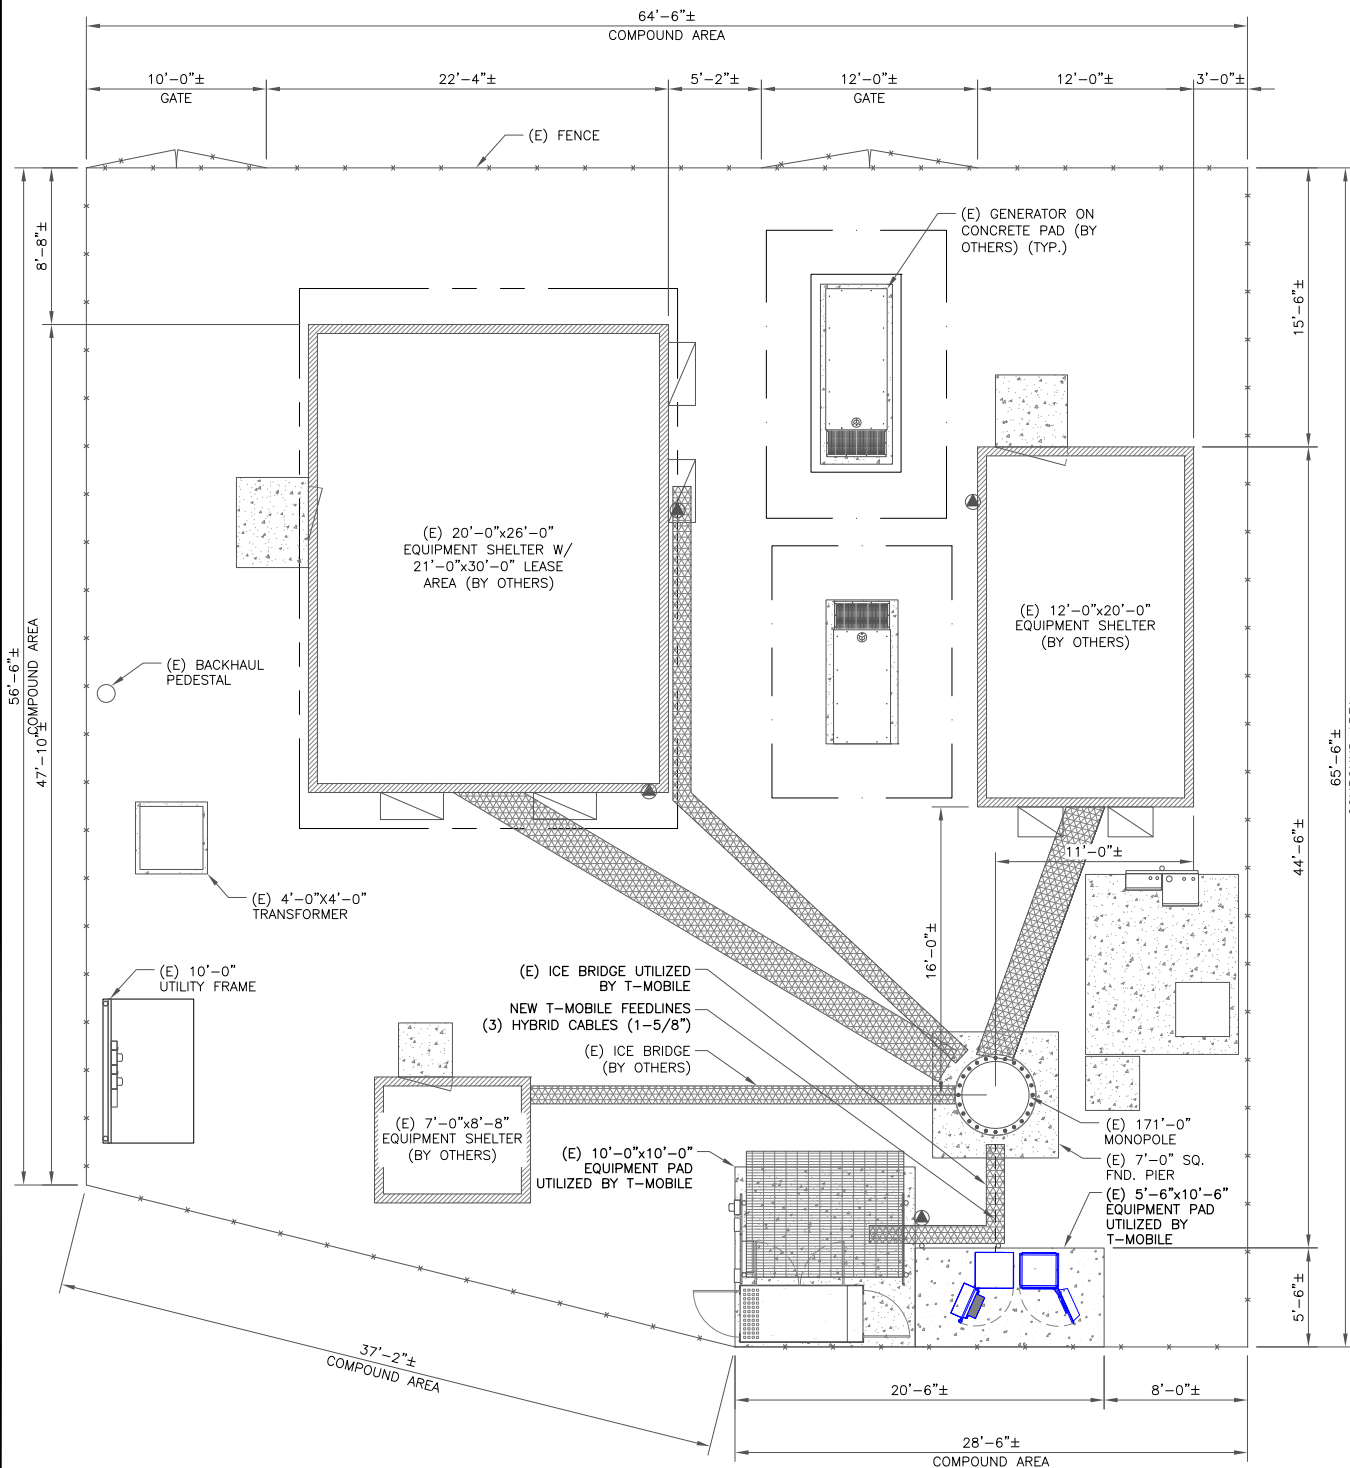 64'-6"±
COMPOUND AREA
10'-0"±
GATE
22'-4"±
5'-2"±
12'-0"±
GATE
12'-0"±
3'-0"±
(E) FENCE
8'-8"±
(E) GENERATOR ON
CONCRETE PAD (BY
OTHERS) (TYP.)
15'-6"±
(E) 20'-0"x26'-0"
EQUIPMENT SHELTER W/
21'-0"x30'-0" LEASE
AREA (BY OTHERS)
(E) 12'-0"x20'-0"
EQUIPMENT SHELTER
(BY OTHERS)
56'-6"±
COMPOUND AREA
47'-10"±
(E) BACKHAUL
PEDESTAL
65'-6"±
44'-6"±
11'-0"±
16'-0"±
(E) 4'-0"X4'-0"
TRANSFORMER
(E) 10'-0"
UTILITY FRAME
(E) ICE BRIDGE UTILIZED
BY T-MOBILE
NEW T-MOBILE FEEDLINES
(3) HYBRID CABLES (1-5/8")
(E) ICE BRIDGE
(BY OTHERS)
(E) 7'-0"x8'-8"
EQUIPMENT SHELTER
(BY OTHERS)
(E) 10'-0"x10'-0"
EQUIPMENT PAD
UTILIZED BY T-MOBILE
(E) 171'-0"
MONOPOLE
(E) 7'-0" SQ.
FND. PIER
(E) 5'-6"x10'-6"
EQUIPMENT PAD
UTILIZED BY
T-MOBILE
5'-6"±
37'-2"±
COMPOUND AREA
20'-6"±
8'-0"±
28'-6"±
COMPOUND AREA